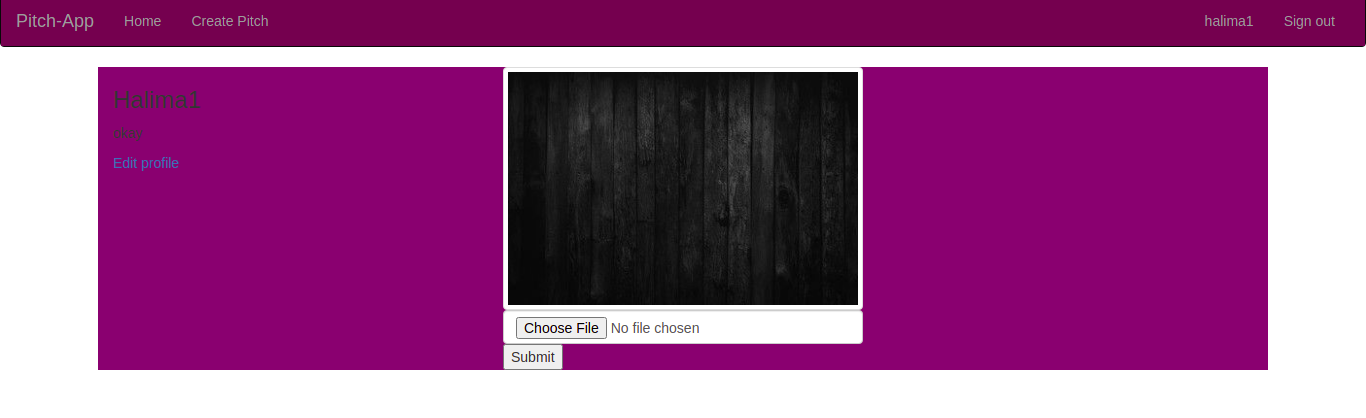 Pitch-App Home Create Pitch halima1 Sign out
Halima1
okay
Edit profile
Choose File No file chosen
Submit